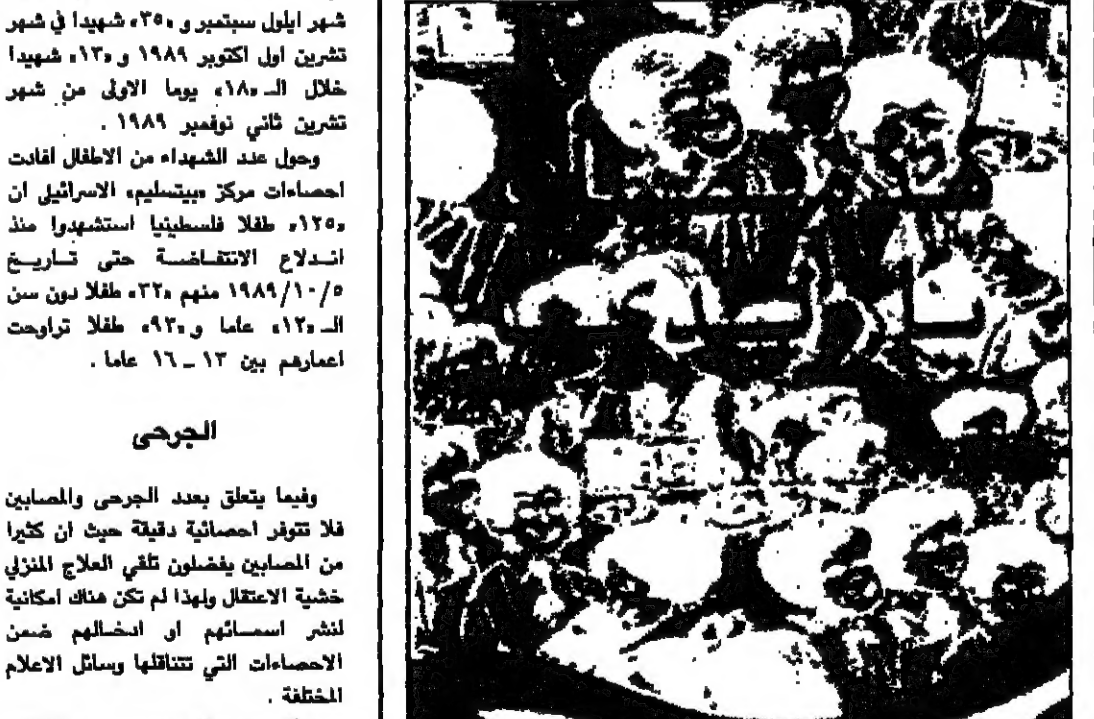 شهر ايلول سبتمبر و «٣٥» شهيدا في شهر
تشرين اول اكتوبر ١٩٨٩ و «١٣» شهيدا
خلال الـ «١٨» يوما الاولى من شهر
تشرين ثاني نوفمبر ١٩٨٩ .
وحول عدد الشهداء من الاطفال افادت
احصاءات مركز «بيتسليم» الاسرائيلي ان
«١٢٥» طفلا فلسطينيا استشهدوا منذ
اندلاع الانتفاضة حتى تاريخ
١٩٨٩/١٠/٥ منهم «٣٢» طفلا دون سن
الـ «١٢» عاما و «٩٣» طفلا تراوحت
اعمارهم بين ١٣ ـ ١٦ عاما .
الجرحى
وفيما يتعلق بعدد الجرحى والمصابين
فلا تتوفر احصائية دقيقة حيث ان كثيرا
من المصابين يفضلون تلقي العلاج المنزلي
خشية الاعتقال ولهذا لم تكن هناك امكانية
لنشر اسمائهم او ادخالهم ضمن
الاحصاءات التي تتناقلها وسائل الاعلام
المختلفة .